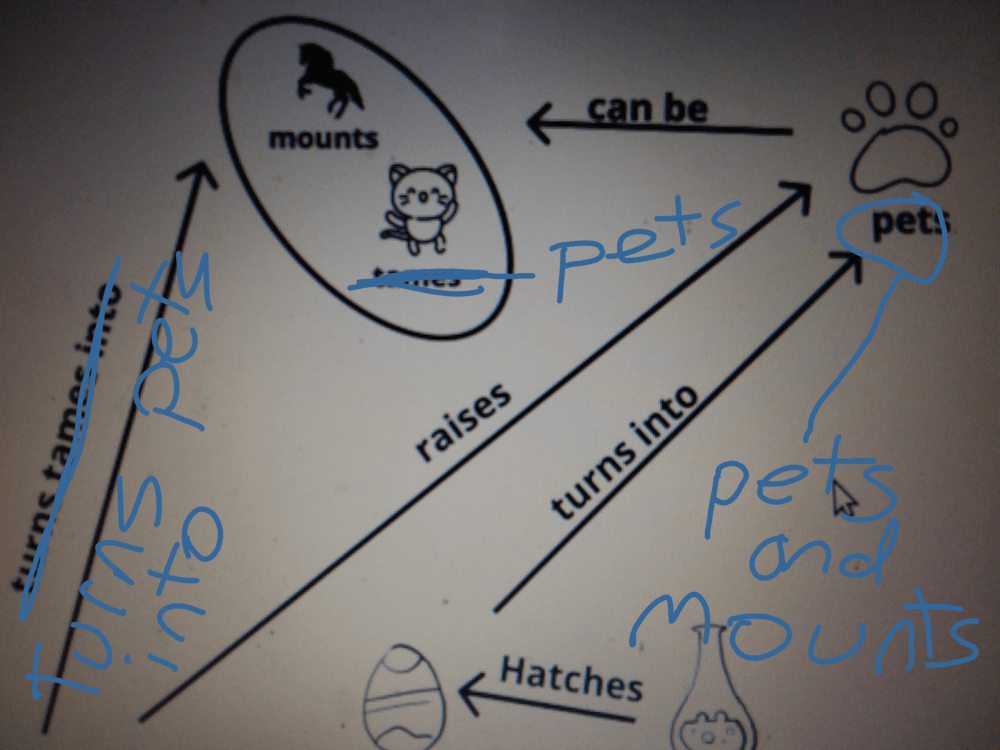 can be
mounts
pets
tames
pets
turns tames into
turns pets
into
raises
turns into
pets
and
Mounts
Hatches